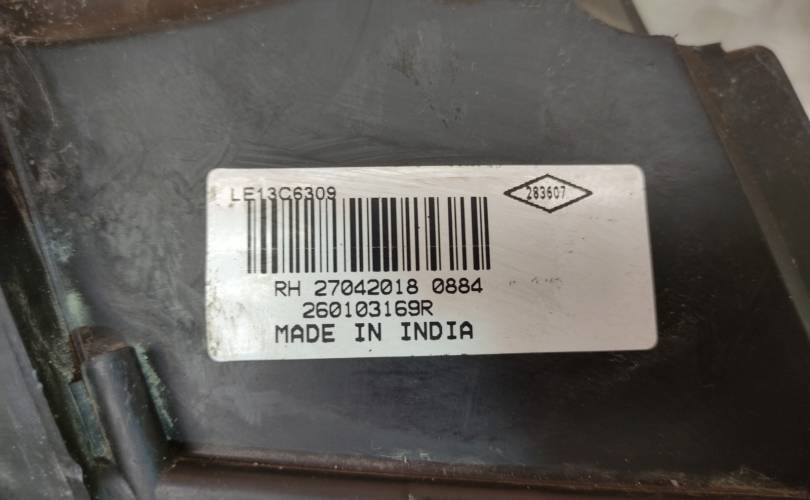 LE13C6309
283607
RH 27042018 0884
260103169R
MADE IN INDIA